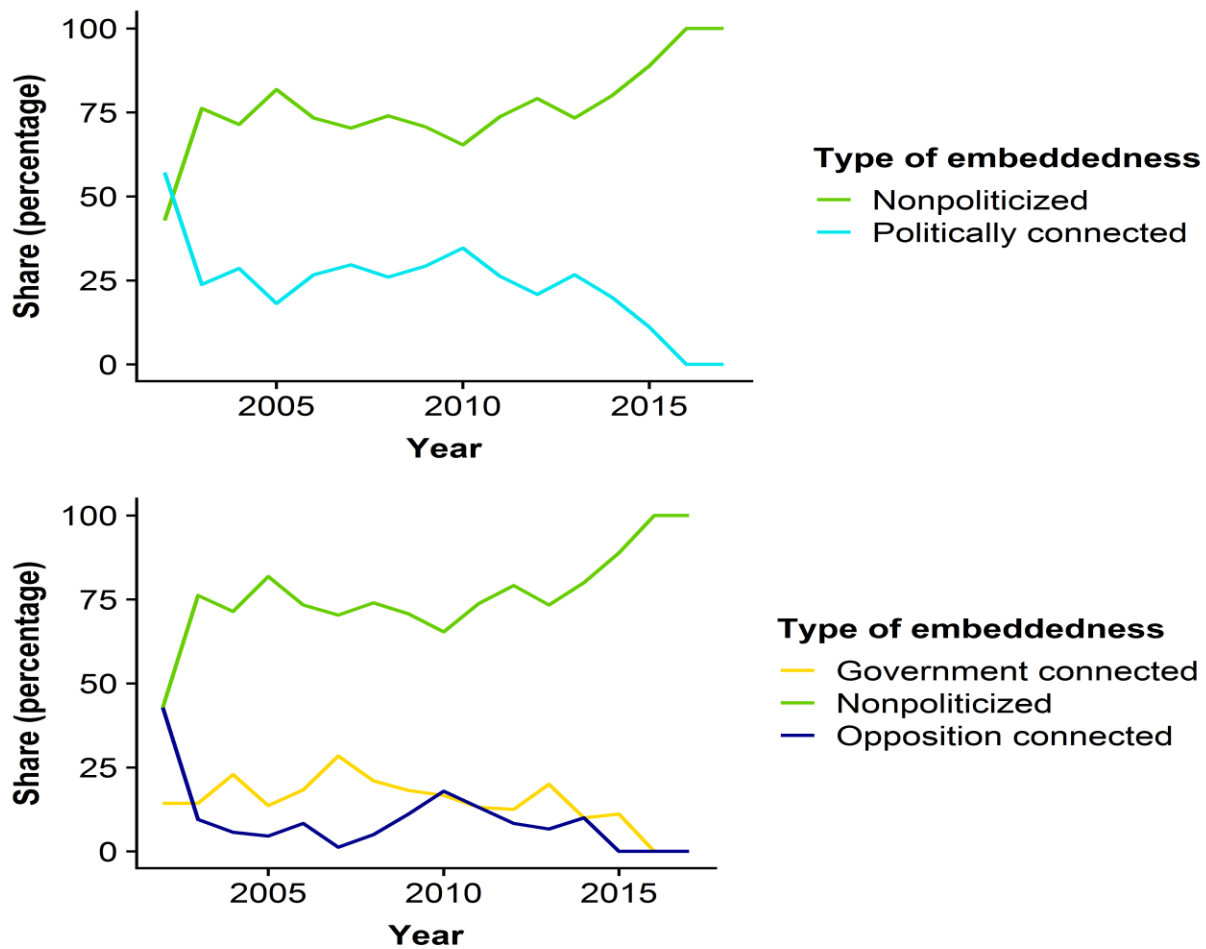 100
75
50
25
0
Share (percentage)
2005 2010 2015
Year
Type of embeddedness
Nonpoliticized
Politically connected
100
75
50
25
0
Share (percentage)
2005 2010 2015
Year
Type of embeddedness
Government connected
Nonpoliticized
Opposition connected